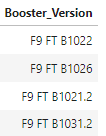 Booster_Version
F9 FT B1022
F9 FT B1026
F9 FT B1021.2
F9 FT B1031.2